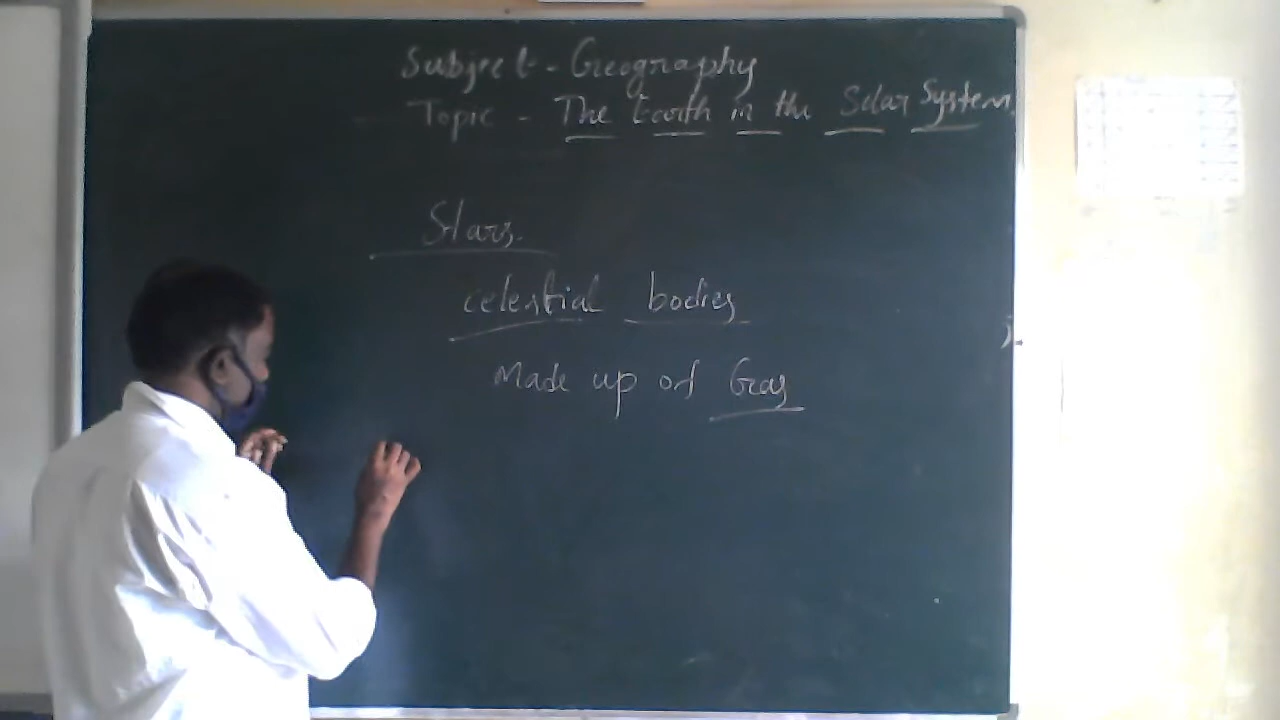 Subject - Geography
Topic - The Earth in the Solar System.
Stars.
celestial bodies
Made up of Gas